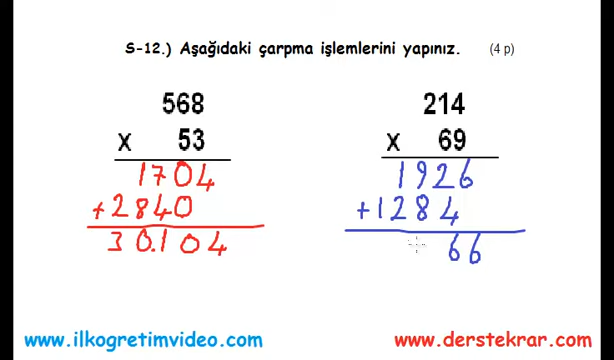 S-12.) Aşağıdaki çarpma işlemlerini yapınız. (4 p)
568
x 53
1704
+2840
30.104
214
x 69
1926
+1284
66
www.ilkogretimvideo.com
www.derstekrar.com